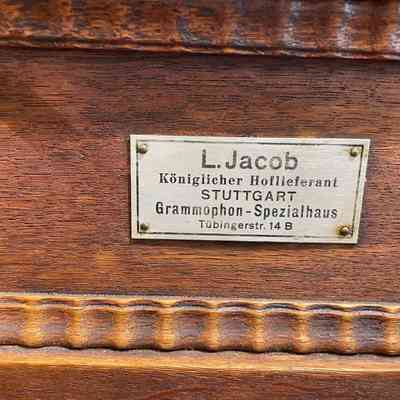 L. Jacob
Königlicher Hoflieferant
STUTTGART
Grammophon-Spezialhaus
Tübingerstr. 14 B